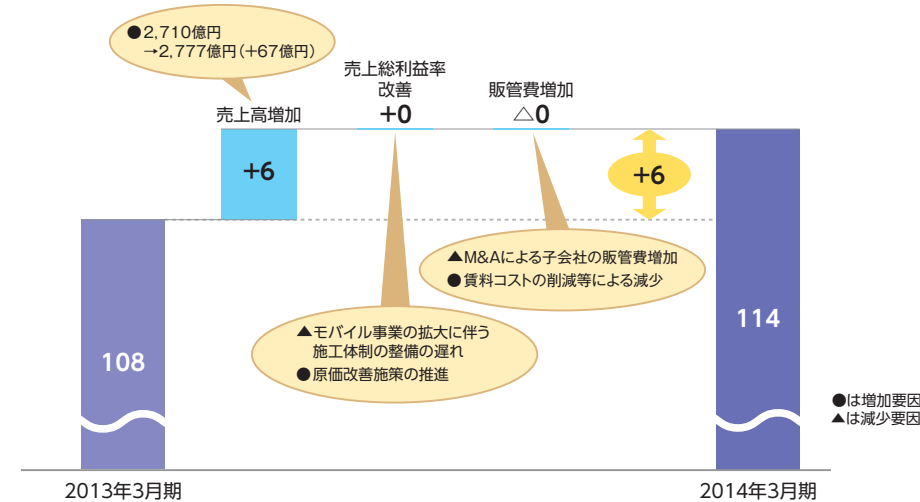 ●2,710億円
→2,777億円(+67億円)
売上高増加
+6
売上総利益率
改善
+0
販管費増加
△0
+6
▲M&Aによる子会社の販管費増加
●賃料コストの削減等による減少
▲モバイル事業の拡大に伴う
施工体制の整備の遅れ
●原価改善施策の推進
108
114
●は増加要因
▲は減少要因
2013年3月期
2014年3月期